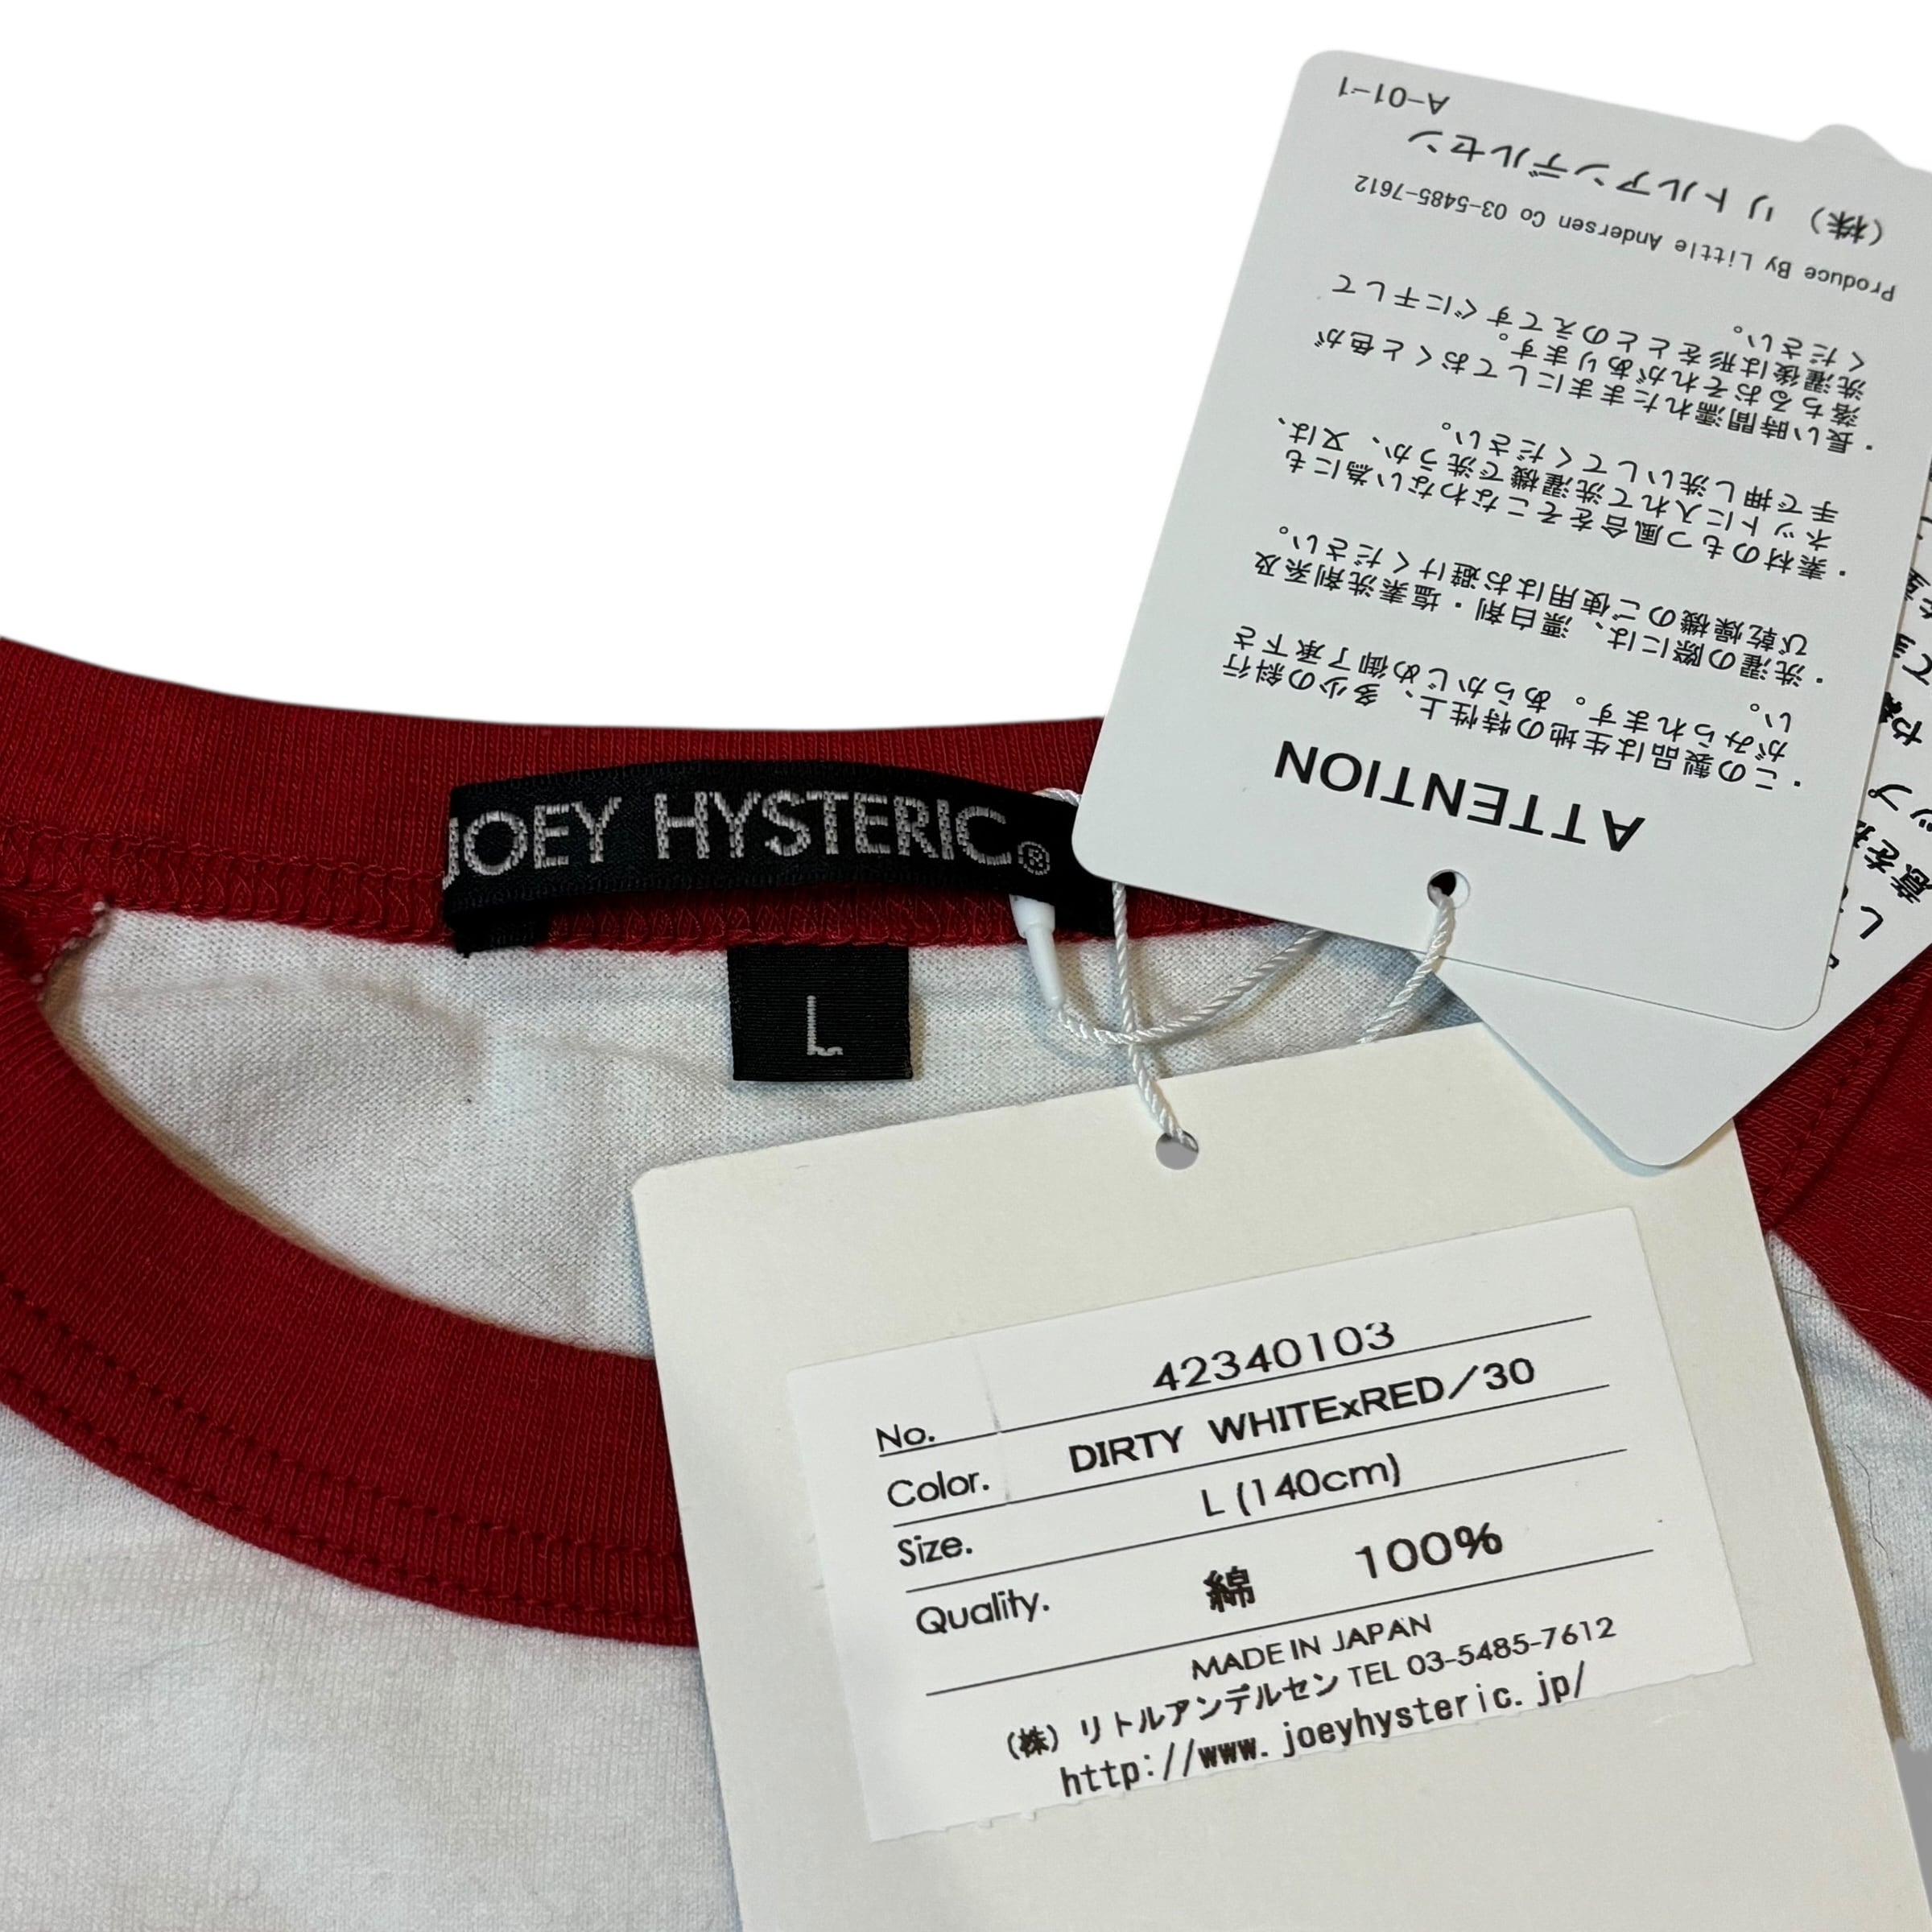 JOEY HYSTERIC®
L
ATTENTION
・この製品は生地の特性上、多少の斜行
がみられます。あらかじめ御了承下さ
い。
・洗濯の際には、漂白剤・塩素洗剤系及
び乾燥機のご使用はお避けください。
・素材のもつ風合をそこなわない為にも
ネットに入れて洗濯機で洗うか、又は、
手で押し洗いしてください。
・長い時間濡れたままにしておくと色が
落ちるおそれがあります。
洗濯後は形をととのえてすぐに干して
ください。
Produce By Little Andersen Co 03-5485-7612
(株) リトルアンデルセン
A-01-1
No. 42340103
Color. DIRTY WHITExRED/30
Size. L (140cm)
Quality. 綿 100%
MADE IN JAPAN
(株) リトルアンデルセン TEL 03-5485-7612
http://www.joeyhysteric.jp/